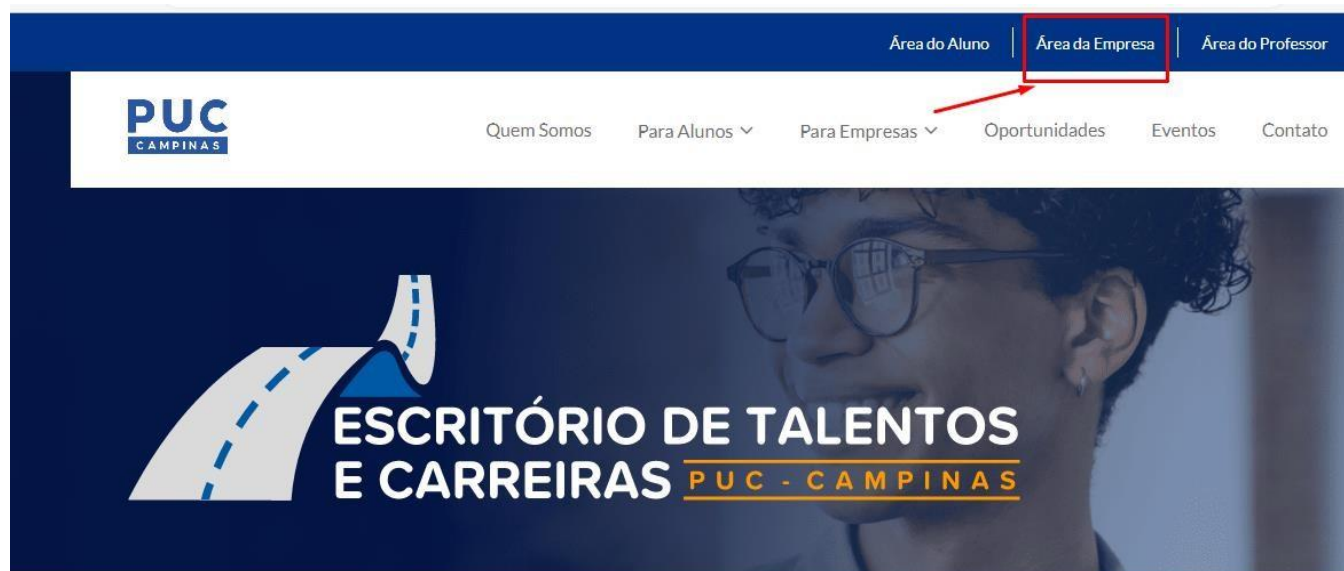 Área do Aluno
Área da Empresa
Área do Professor
PUC
CAMPINAS
Quem Somos
Para Alunos
Para Empresas
Oportunidades
Eventos
Contato
ESCRITÓRIO DE TALENTOS
E CARREIRAS PUC - CAMPINAS